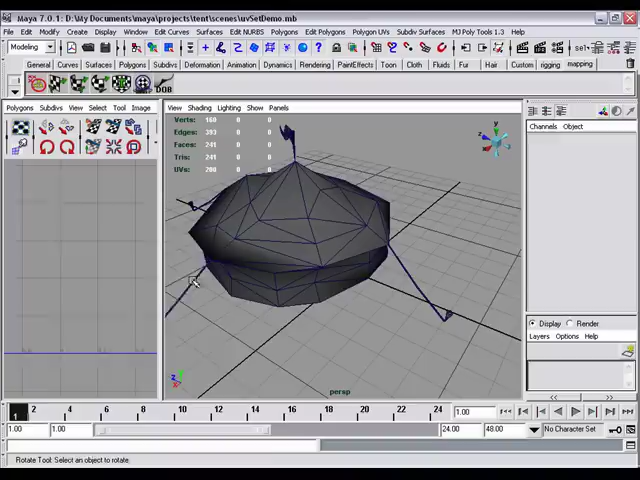 Maya 7.0.1: D:\My Documents\maya\projects\tent\scenes\uvSetDemo.mb
File Edit Modify Create Display Window Edit Curves Surfaces Edit NURBS Polygons Edit Polygons Polygon UVs Subdiv Surfaces MJ Poly Tools 1.3 Help
Modeling sel
General Curves Surfaces Polygons Subdivs Deformation Animation Dynamics Rendering PaintEffects Toon Cloth Fluids Fur Hair Custom rigging mapping
DOB
Polygons Subdivs View Select Tool Image View Shading Lighting Show Panels
Channels Object
Verts: 160 0 0
Edges: 393 0 0
Faces: 241 0 0
Tris: 241 0 0
UVs: 208 0 0
y
z
x
persp
Display Render
Layers Options Help
1 2 4 6 8 10 12 14 16 18 20 22 24 1.00
1.00 1.00 24.00 48.00 No Character Set
Rotate Tool: Select an object to rotate.